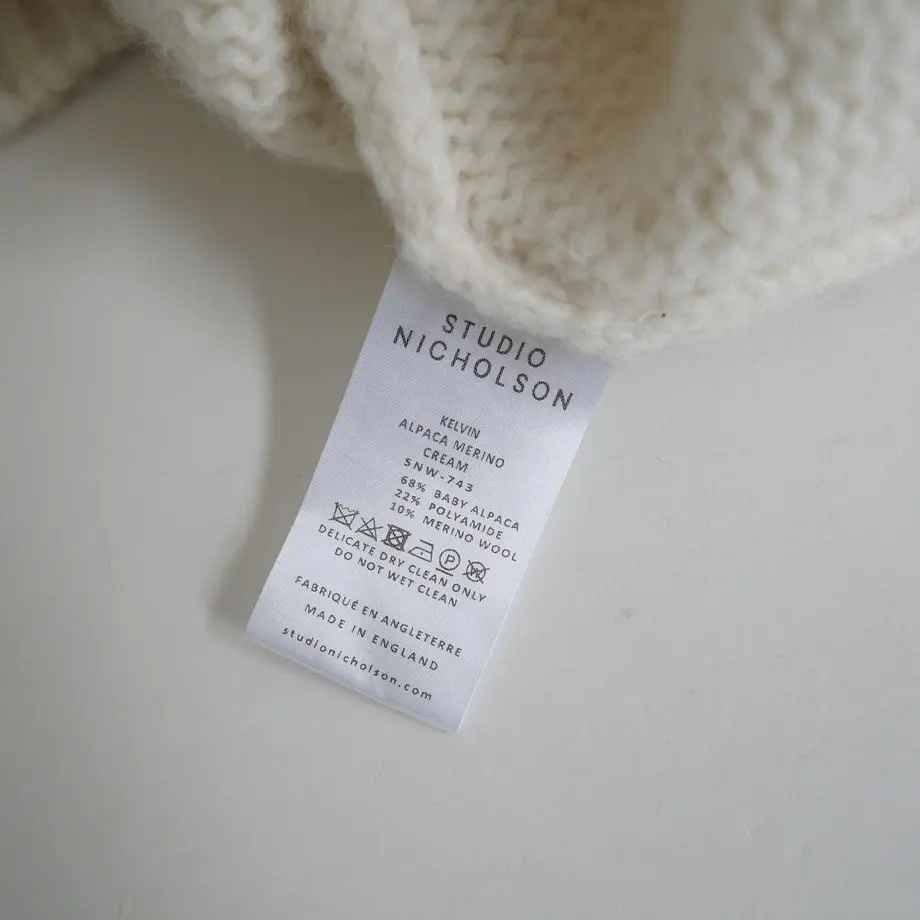 STUDIO
NICHOLSON
KELVIN
ALPACA MERINO
CREAM
SNW-743
68% BABY ALPACA
22% POLYAMIDE
10% MERINO WOOL
P W
DELICATE DRY CLEAN ONLY
DO NOT WET CLEAN
FABRIQUÉ EN ANGLETERRE
MADE IN ENGLAND
studionicholson.com